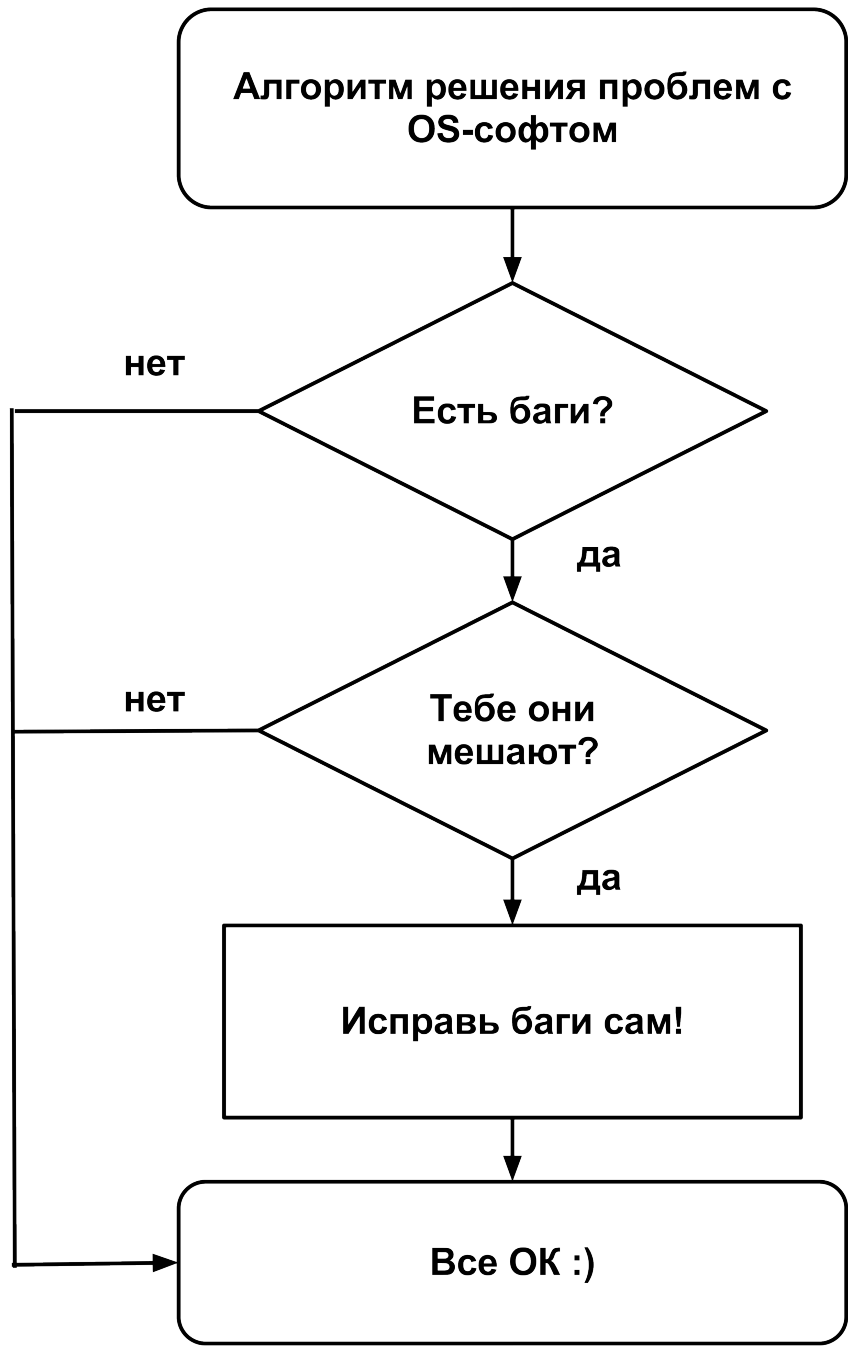 Алгоритм решения проблем с
OS-софтом
нет
Есть баги?
да
нет
Тебе они
мешают?
да
Исправь баги сам!
Все ОК :)